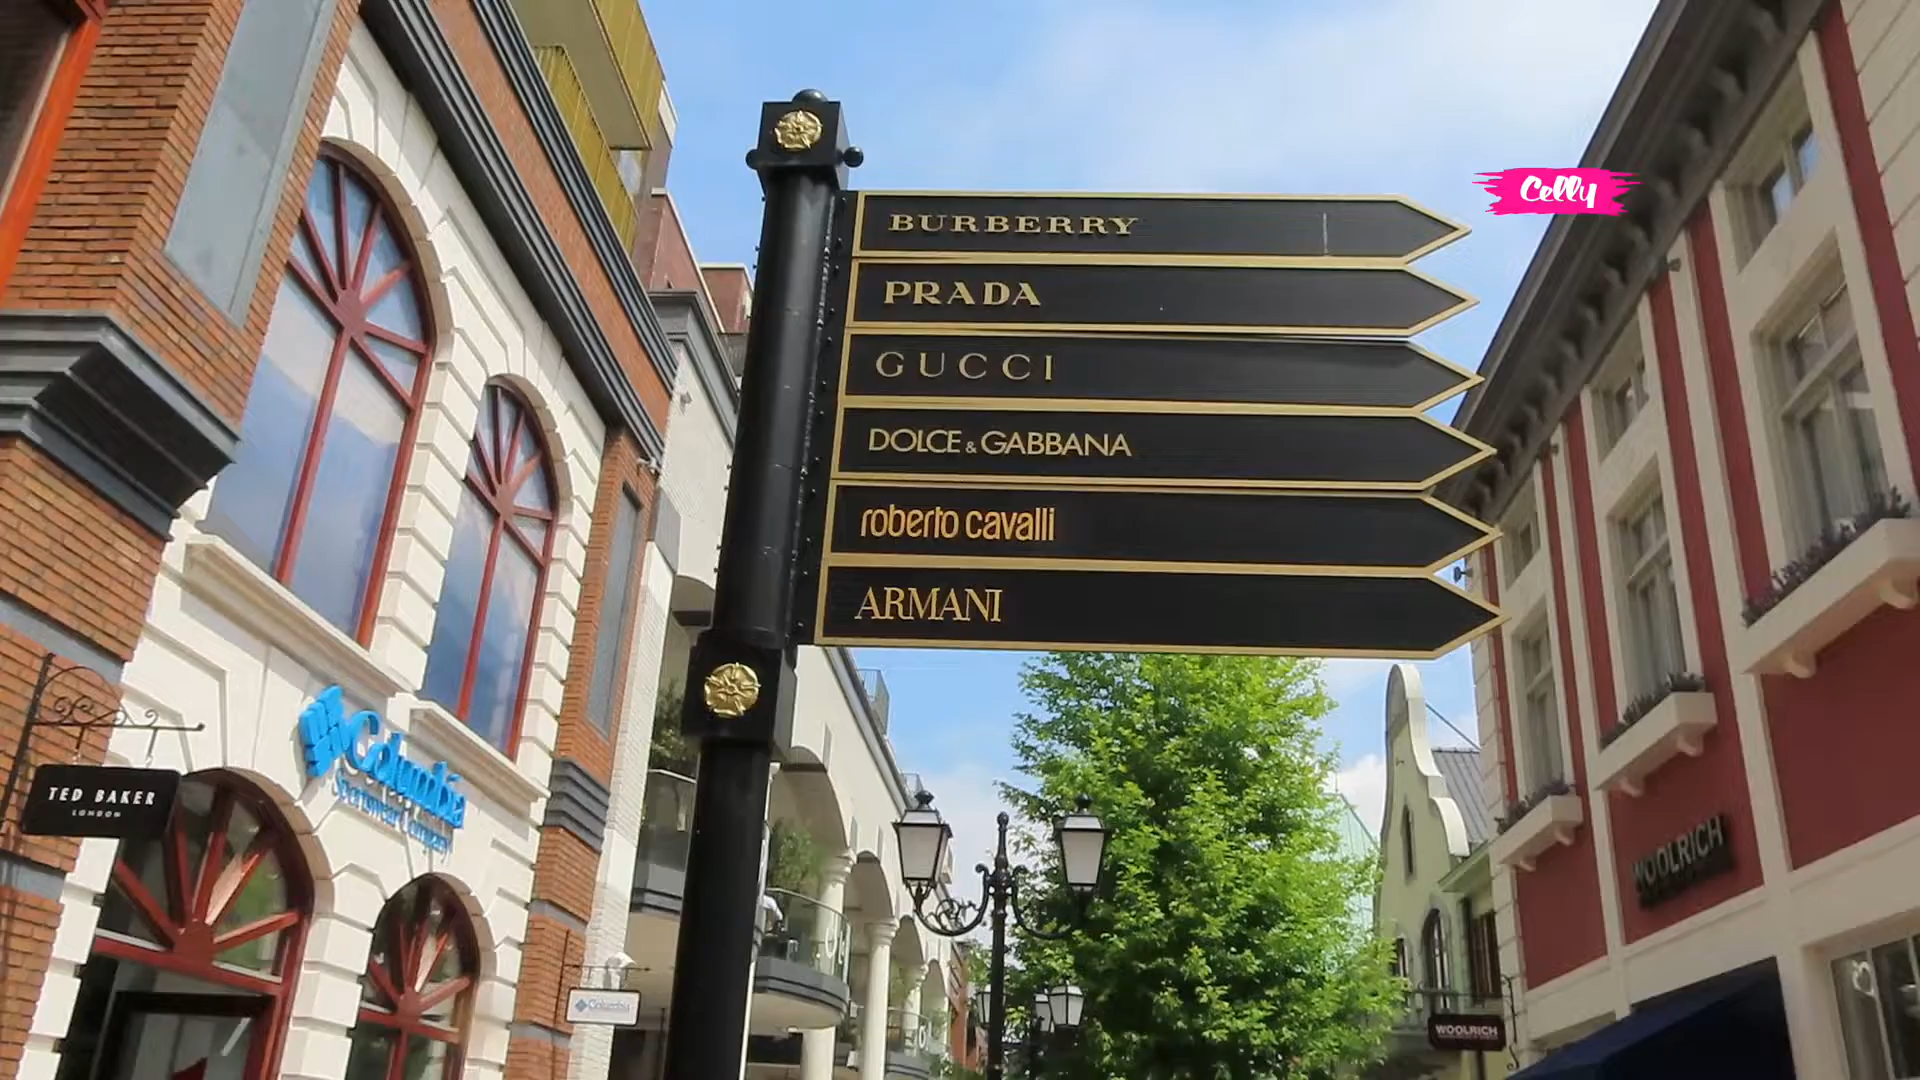 Celly
BURBERRY
PRADA
GUCCI
DOLCE & GABBANA
roberto cavalli
ARMANI
Columbia
Sportswear Company
TED BAKER
LONDON
WOOLRICH
Columbia
WOOLRICH